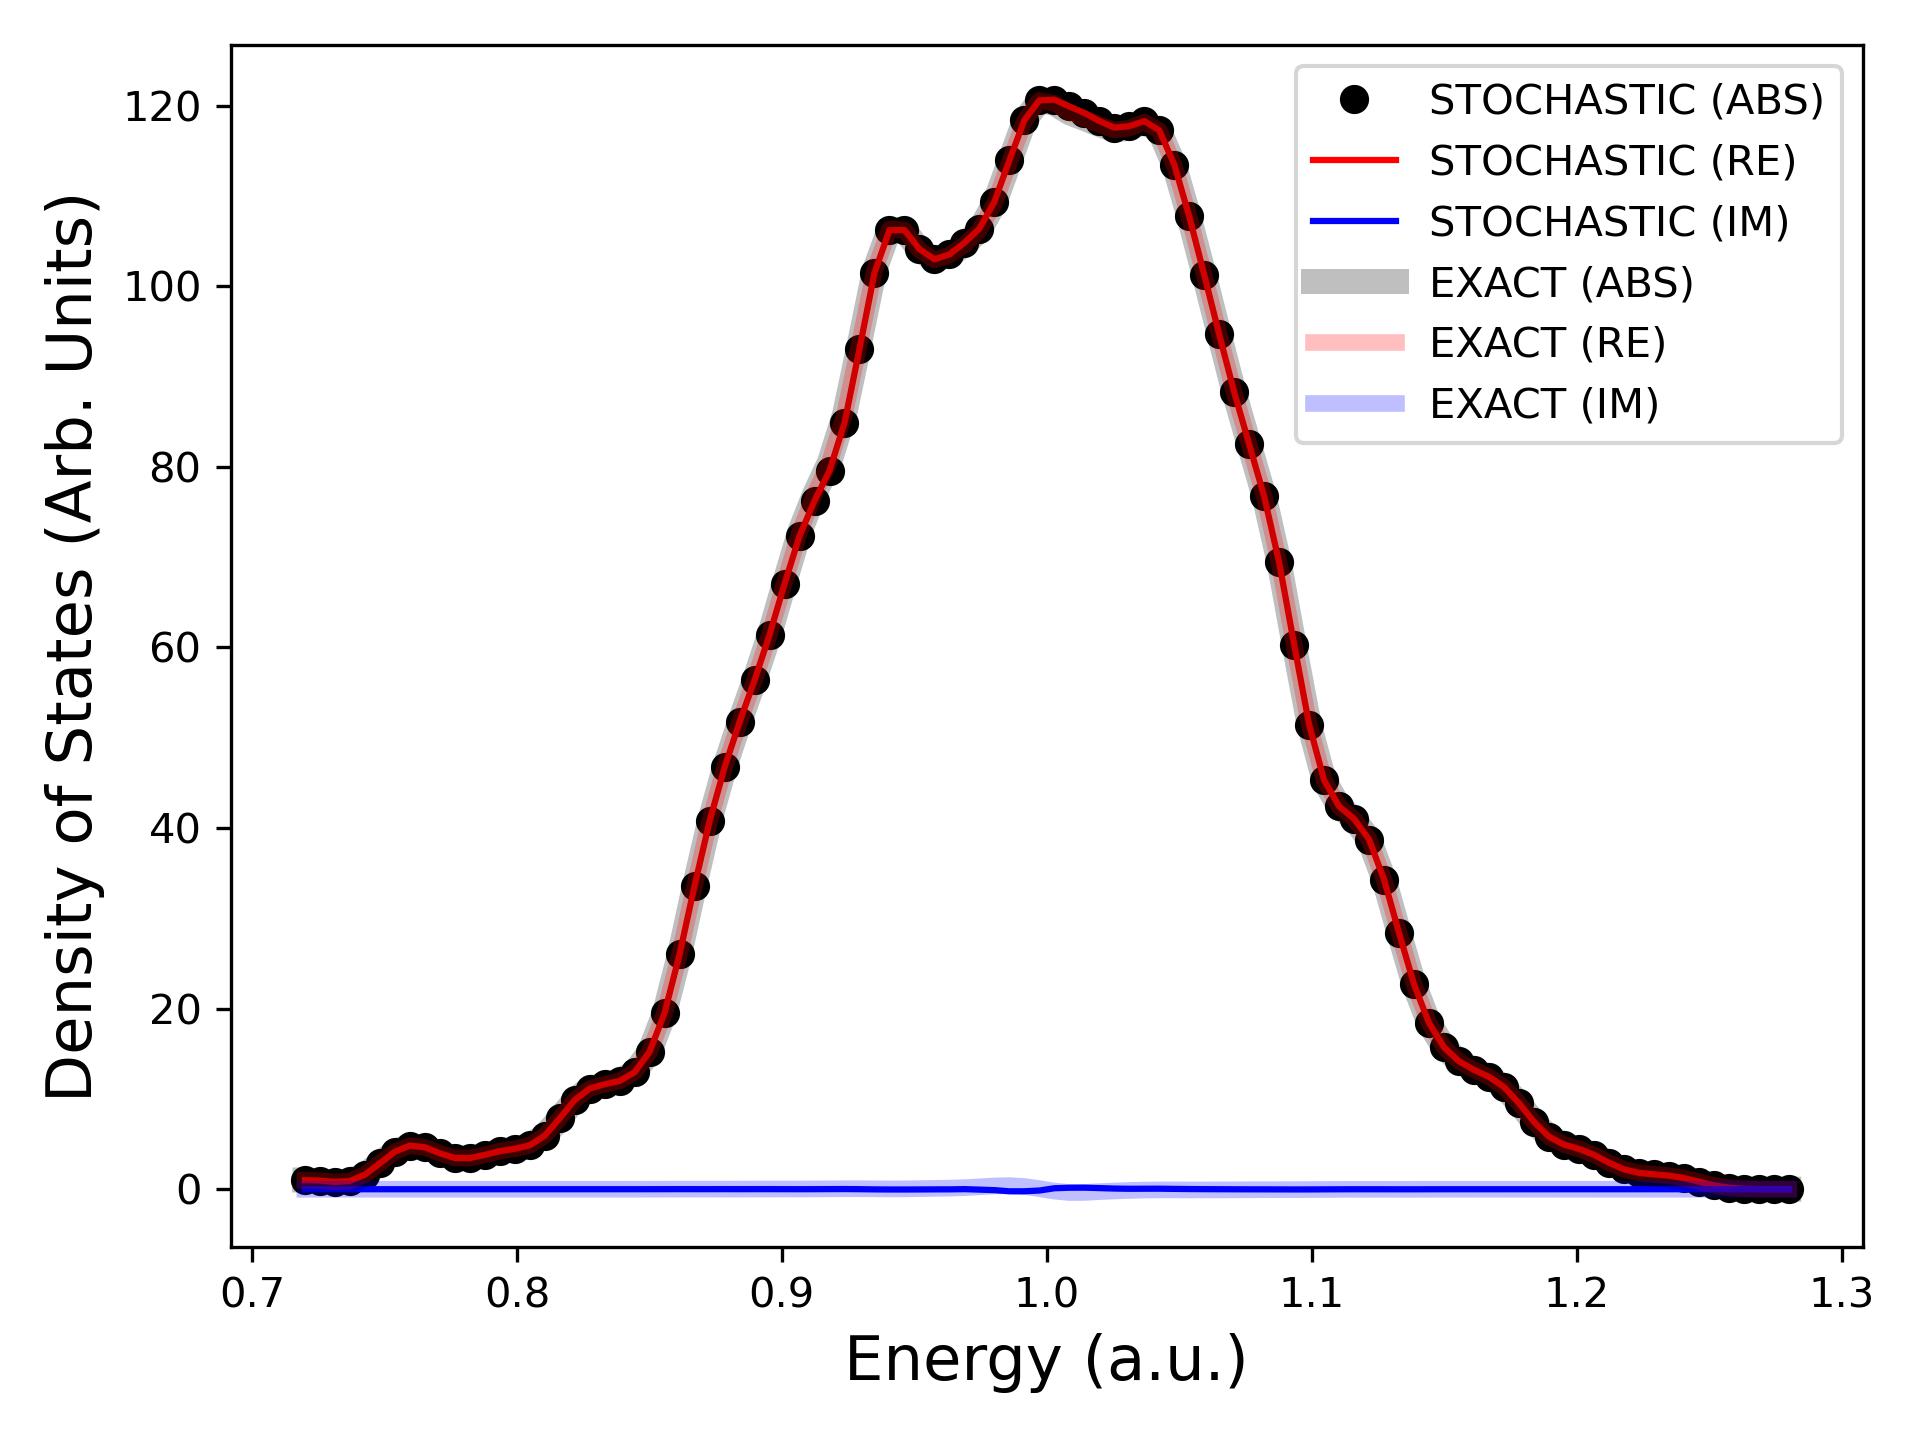 Density of States (Arb. Units)
120
100
80
60
40
20
0
STOCHASTIC (ABS)
STOCHASTIC (RE)
STOCHASTIC (IM)
EXACT (ABS)
EXACT (RE)
EXACT (IM)
0.7 0.8 0.9 1.0 1.1 1.2 1.3
Energy (a.u.)